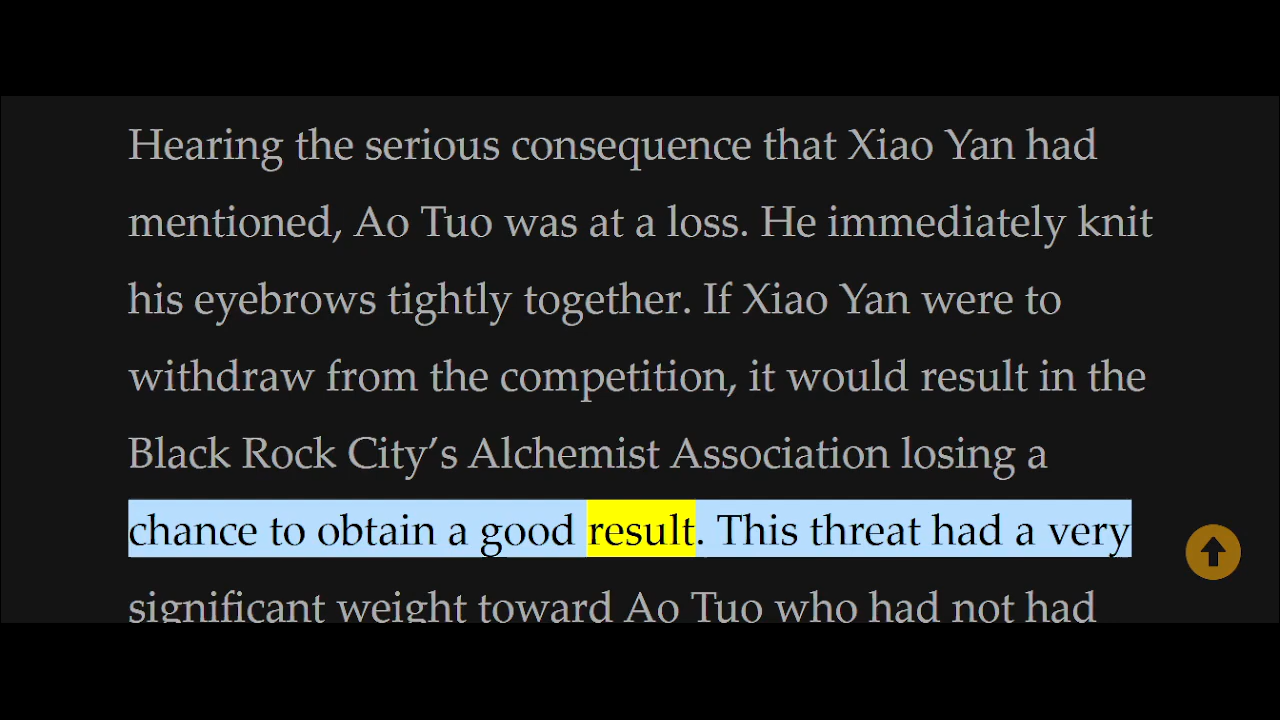 Hearing the serious consequence that Xiao Yan had
mentioned, Ao Tuo was at a loss. He immediately knit
his eyebrows tightly together. If Xiao Yan were to
withdraw from the competition, it would result in the
Black Rock City’s Alchemist Association losing a
chance to obtain a good result. This threat had a very
significant weight toward Ao Tuo who had not had